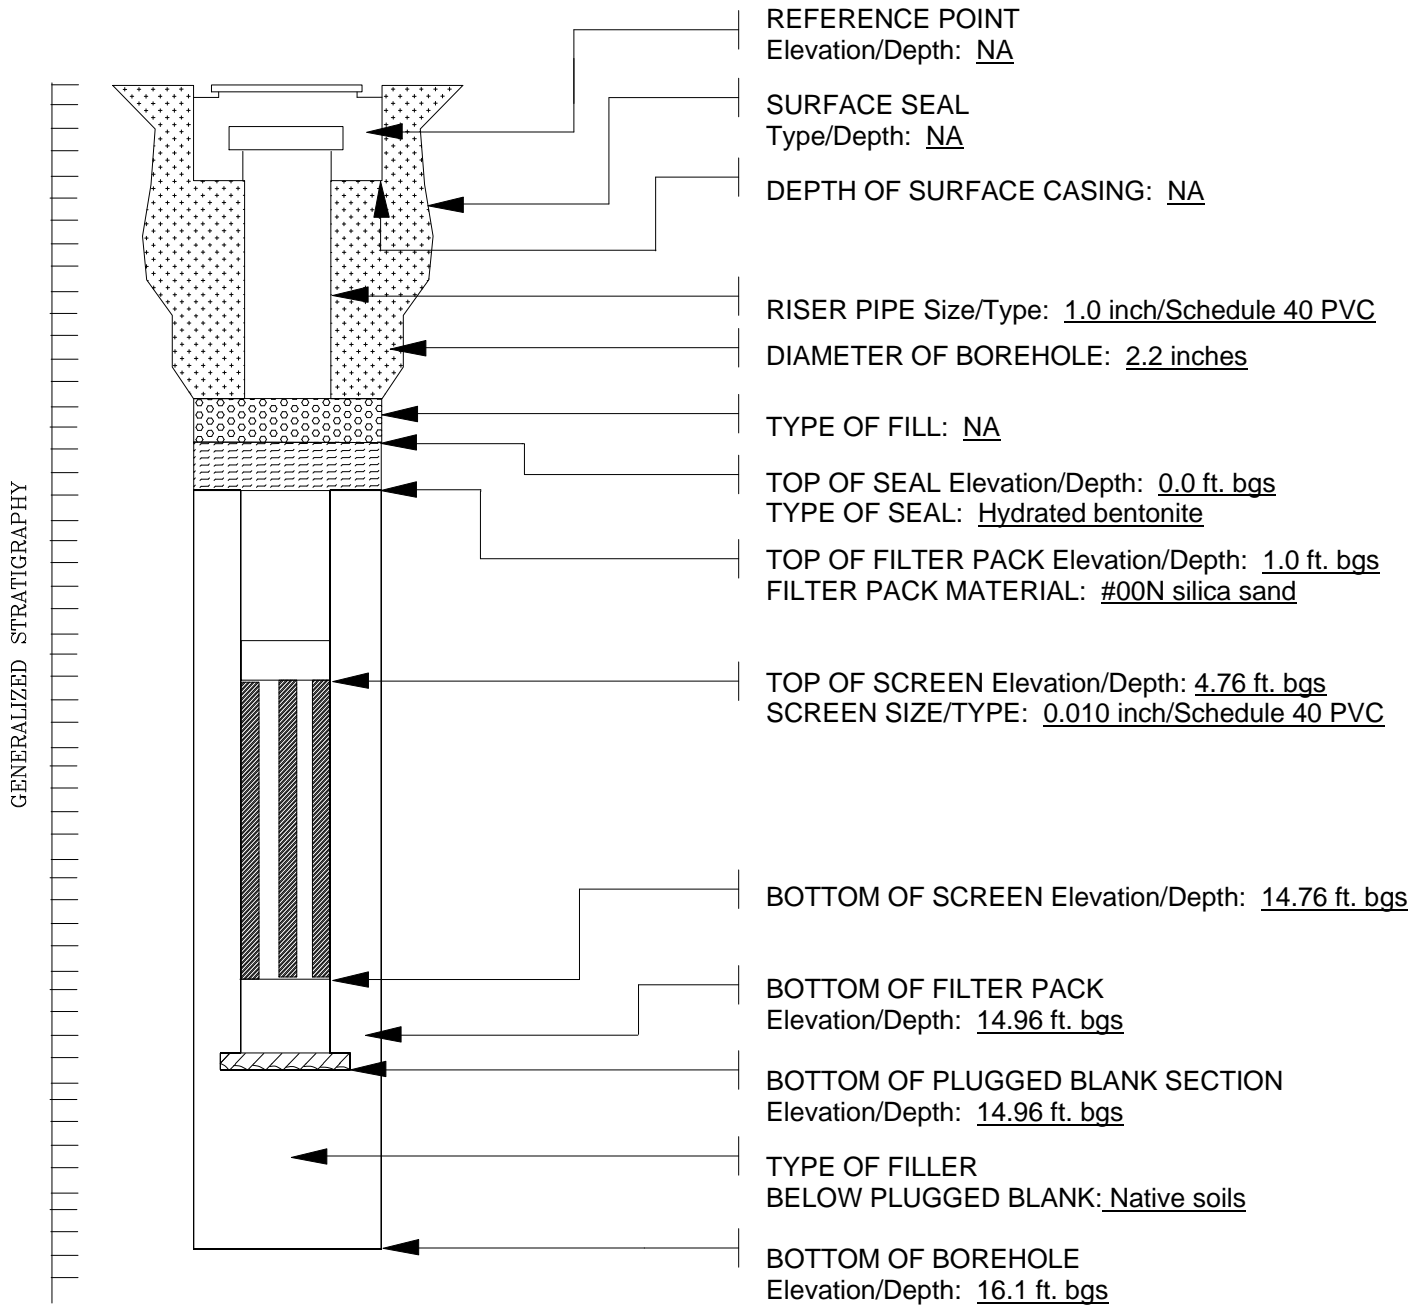 REFERENCE POINT
Elevation/Depth: NA
SURFACE SEAL
Type/Depth: NA
DEPTH OF SURFACE CASING: NA
RISER PIPE Size/Type: 1.0 inch/Schedule 40 PVC
DIAMETER OF BOREHOLE: 2.2 inches
TYPE OF FILL: NA
TOP OF SEAL Elevation/Depth: 0.0 ft. bgs
TYPE OF SEAL: Hydrated bentonite
TOP OF FILTER PACK Elevation/Depth: 1.0 ft. bgs
FILTER PACK MATERIAL: #00N silica sand
GENERALIZED STRATIGRAPHY
TOP OF SCREEN Elevation/Depth: 4.76 ft. bgs
SCREEN SIZE/TYPE: 0.010 inch/Schedule 40 PVC
BOTTOM OF SCREEN Elevation/Depth: 14.76 ft. bgs
BOTTOM OF FILTER PACK
Elevation/Depth: 14.96 ft. bgs
BOTTOM OF PLUGGED BLANK SECTION
Elevation/Depth: 14.96 ft. bgs
TYPE OF FILLER
BELOW PLUGGED BLANK: Native soils
BOTTOM OF BOREHOLE
Elevation/Depth: 16.1 ft. bgs